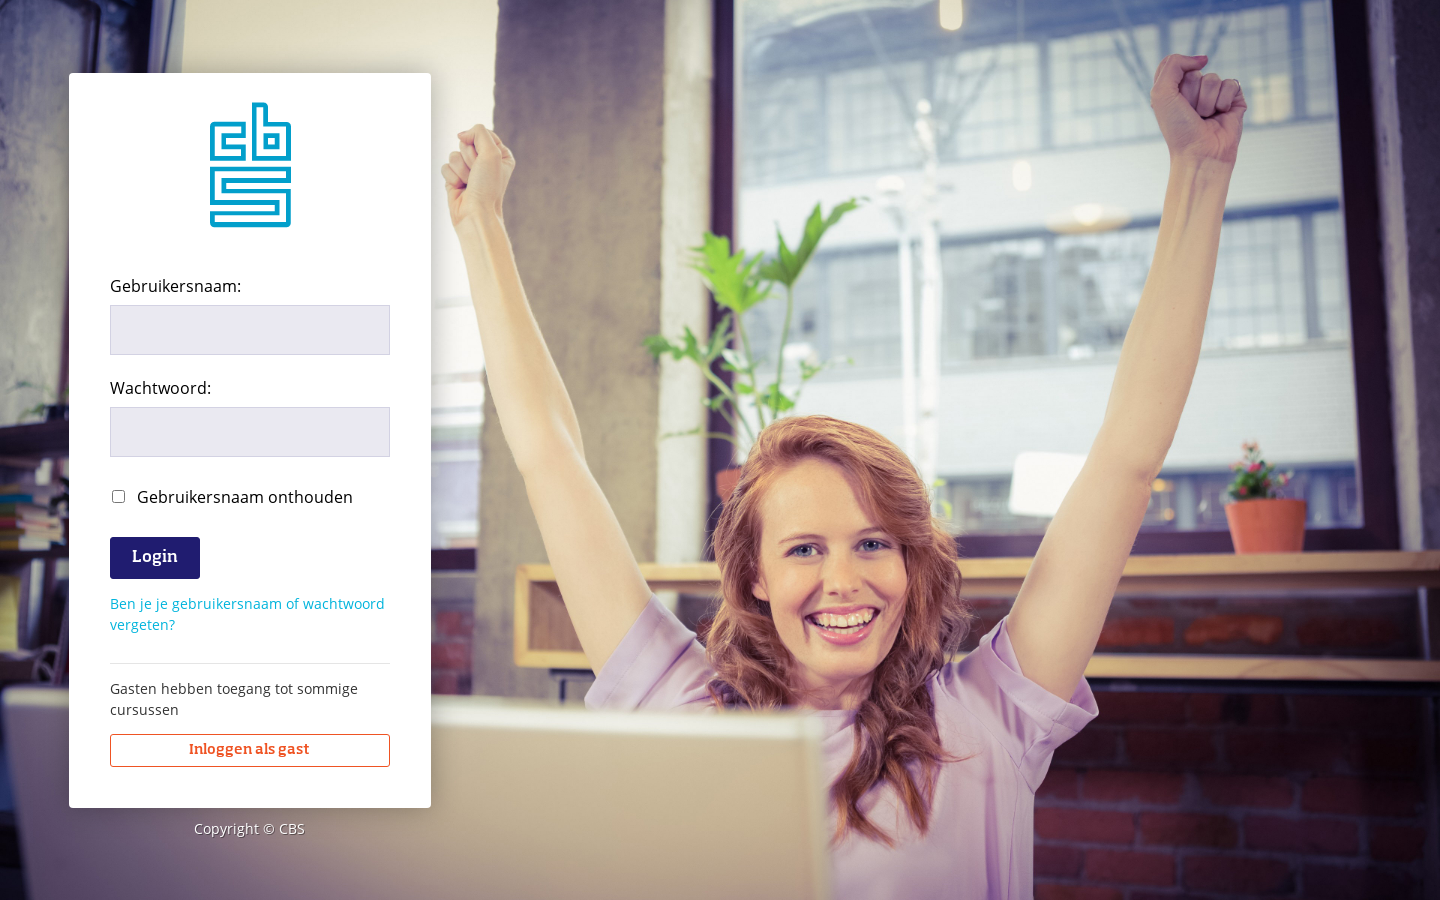 cbs
Gebruikersnaam:
Wachtwoord:
Gebruikersnaam onthouden
Login
Ben je je gebruikersnaam of wachtwoord
vergeten?
Gasten hebben toegang tot sommige
cursussen
Inloggen als gast
Copyright © CBS